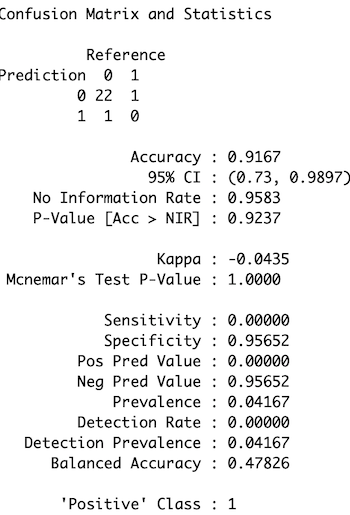 Confusion Matrix and Statistics
Reference
Prediction 0 1
0 22 1
1 1 0
Accuracy : 0.9167
95% CI : (0.73, 0.9897)
No Information Rate : 0.9583
P-Value [Acc > NIR] : 0.9237
Kappa : -0.0435
Mcnemar's Test P-Value : 1.0000
Sensitivity : 0.00000
Specificity : 0.95652
Pos Pred Value : 0.00000
Neg Pred Value : 0.95652
Prevalence : 0.04167
Detection Rate : 0.00000
Detection Prevalence : 0.04167
Balanced Accuracy : 0.47826
'Positive' Class : 1